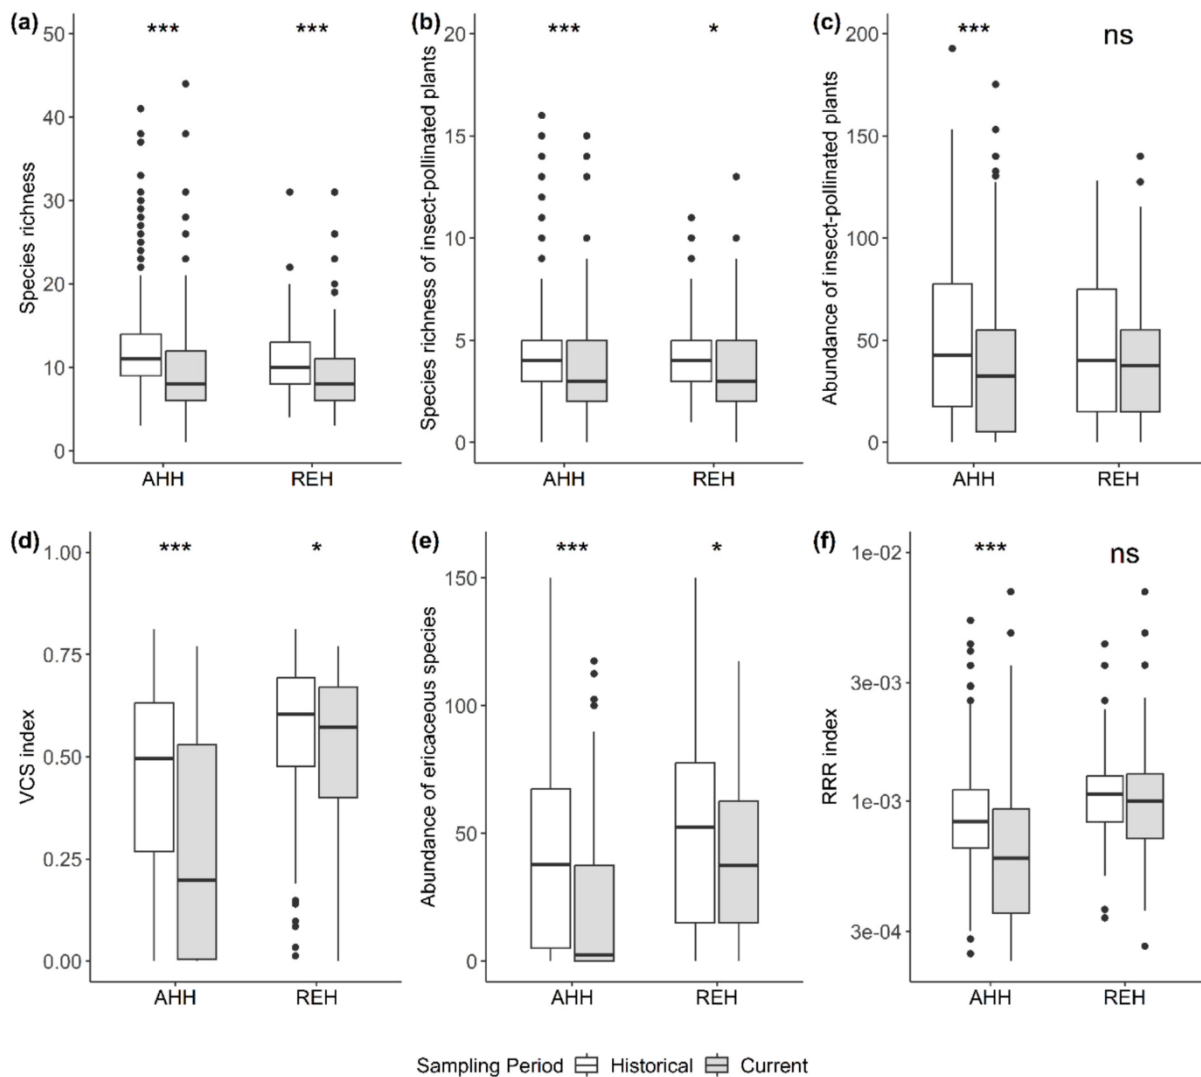 (a)
Species richness
50
40
30
20
10
0
***
***
AHH
REH
(b)
Species richness of insect-pollinated plants
20
15
10
5
0
***
*
AHH
REH
(c)
Abundance of insect-pollinated plants
200
150
100
50
0
***
ns
AHH
REH
(d)
VCS index
1.00
0.75
0.50
0.25
0.00
***
*
AHH
REH
(e)
Abundance of ericaceous species
150
100
50
0
***
*
AHH
REH
(f)
RRR index
1e-02
3e-03
1e-03
3e-04
***
ns
AHH
REH
Sampling Period Historical Current